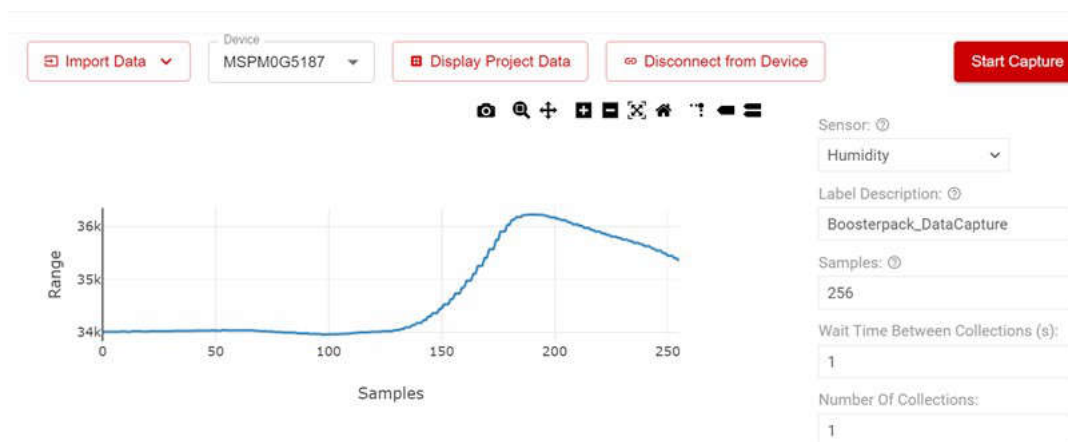 Import Data
Device
MSPM0G5187
Display Project Data
Disconnect from Device
Start Capture
Sensor:
Humidity
Label Description:
Boosterpack_DataCapture
Samples:
256
Wait Time Between Collections (s):
1
Number Of Collections:
1
Range
36k
35k
34k
0 50 100 150 200 250
Samples